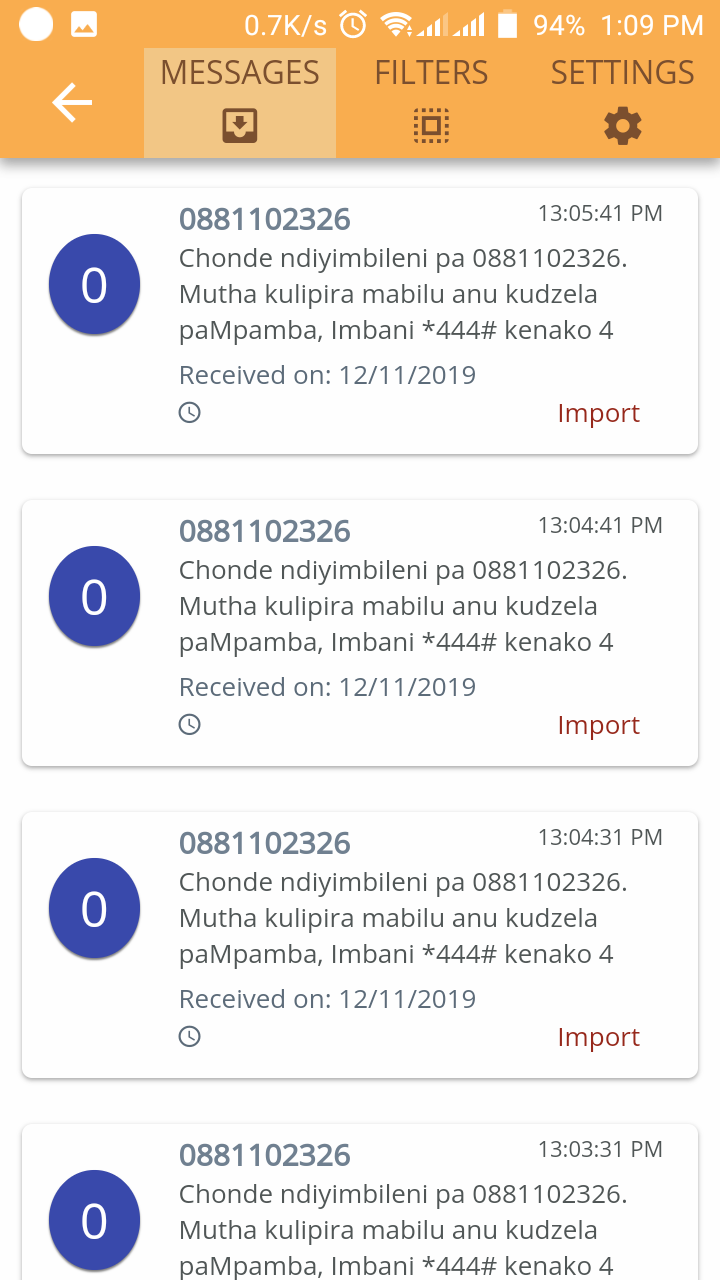 0.7K/s 94% 1:09 PM
MESSAGES FILTERS SETTINGS
0881102326 13:05:41 PM
0
Chonde ndiyimbileni pa 0881102326.
Mutha kulipira mabilu anu kudzela
paMpamba, Imbani *444# kenako 4
Received on: 12/11/2019
Import
0881102326 13:04:41 PM
0
Chonde ndiyimbileni pa 0881102326.
Mutha kulipira mabilu anu kudzela
paMpamba, Imbani *444# kenako 4
Received on: 12/11/2019
Import
0881102326 13:04:31 PM
0
Chonde ndiyimbileni pa 0881102326.
Mutha kulipira mabilu anu kudzela
paMpamba, Imbani *444# kenako 4
Received on: 12/11/2019
Import
0881102326 13:03:31 PM
0
Chonde ndiyimbileni pa 0881102326.
Mutha kulipira mabilu anu kudzela
paMpamba, Imbani *444# kenako 4